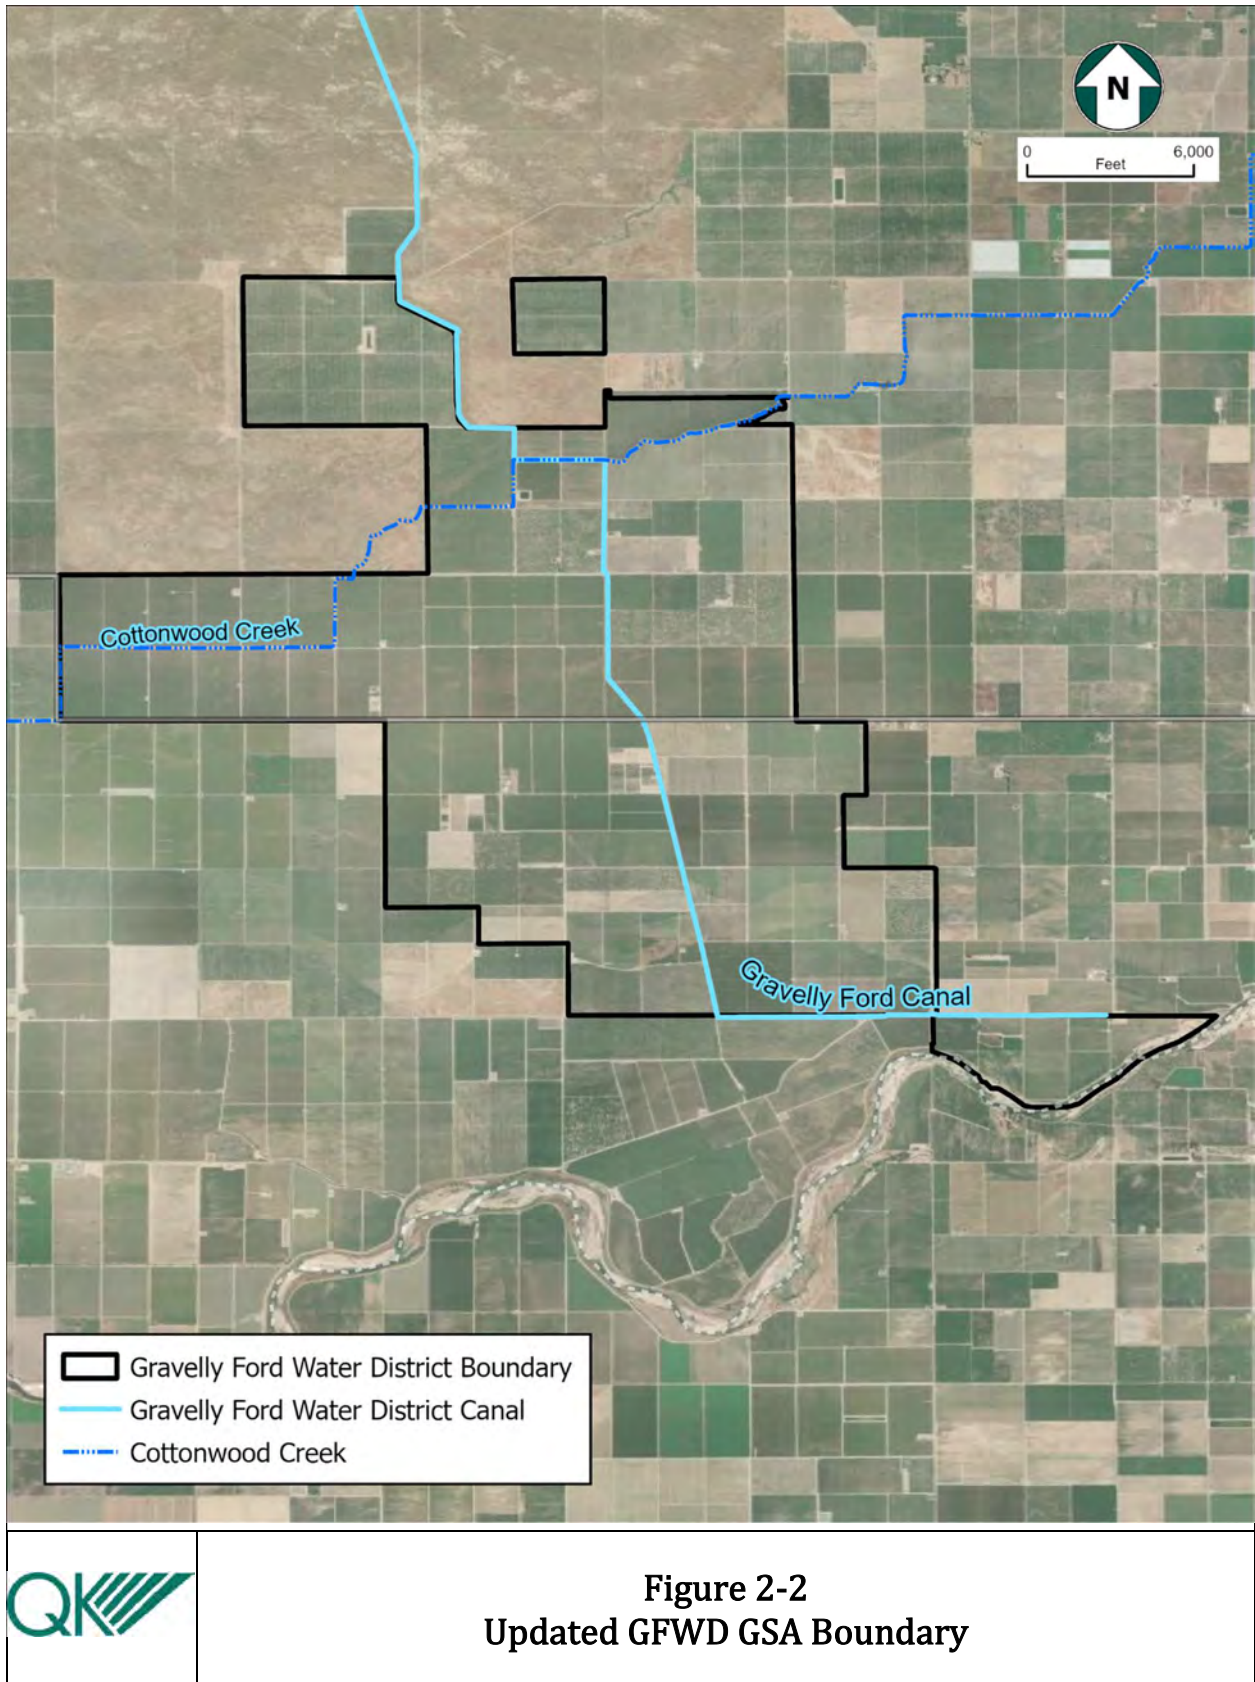 N
0 6,000
Feet
Cottonwood Creek
Gravelly Ford Canal
Gravelly Ford Water District Boundary
Gravelly Ford Water District Canal
Cottonwood Creek
QK
Figure 2-2
Updated GFWD GSA Boundary